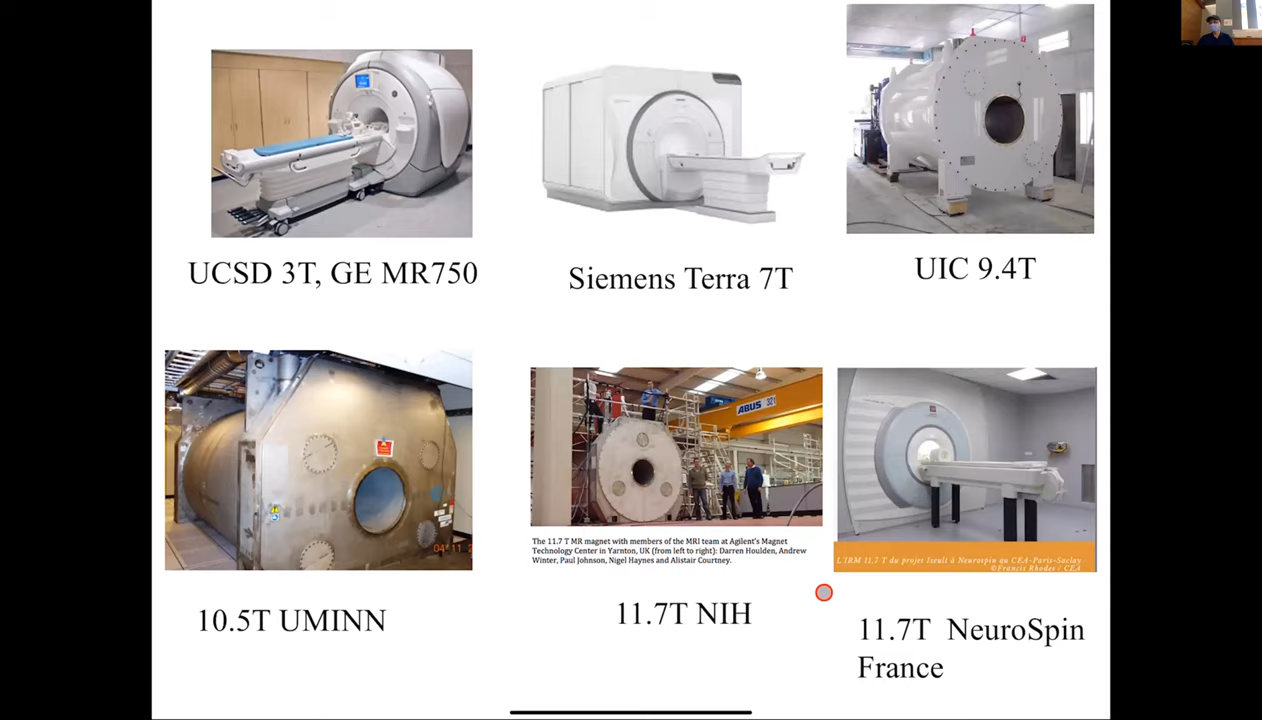 UCSD 3T, GE MR750
Siemens Terra 7T
UIC 9.4T
ABUS 321
04 11
The 11.7 T MR magnet with members of the MRI team at Agilent's Magnet
Technology Center in Yarnton, UK (from left to right): Darren Houlden, Andrew
Winter, Paul Johnson, Nigel Haynes and Alistair Courtney.
L'IRM 11.7 T du projet Iseult à Neurospin au CEA-Paris-Saclay
©Francis Rhodes / CEA
10.5T UMINN
11.7T NIH
11.7T NeuroSpin
France